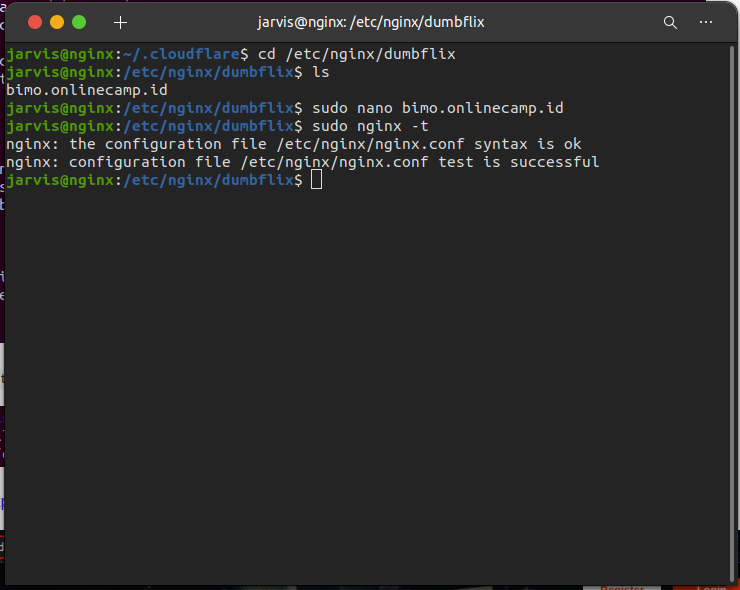 jarvis@nginx: /etc/nginx/dumbflix
jarvis@nginx:~/.cloudflare$ cd /etc/nginx/dumbflix
jarvis@nginx:/etc/nginx/dumbflix$ ls
bimo.onlinecamp.id
jarvis@nginx:/etc/nginx/dumbflix$ sudo nano bimo.onlinecamp.id
jarvis@nginx:/etc/nginx/dumbflix$ sudo nginx -t
nginx: the configuration file /etc/nginx/nginx.conf syntax is ok
nginx: configuration file /etc/nginx/nginx.conf test is successful
jarvis@nginx:/etc/nginx/dumbflix$
Register Login